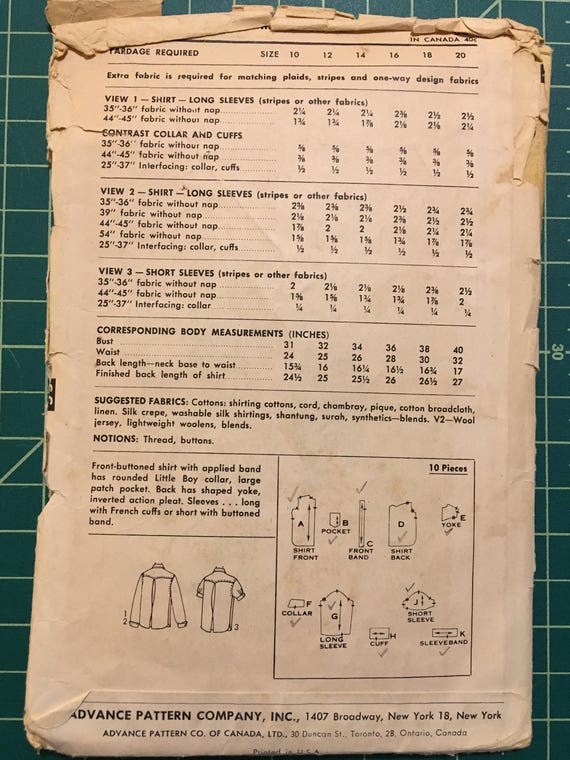 IN CANADA 40c
YARDAGE REQUIRED SIZE 10 12 14 16 18 20
Extra fabric is required for matching plaids, stripes and one-way design fabrics
VIEW 1 — SHIRT — LONG SLEEVES (stripes or other fabrics)
35"-36" fabric without nap 2¼ 2¼ 2¼ 2⅜ 2½ 2½
44"-45" fabric without nap 1¾ 1¾ 1⅞ 2⅛ 2⅛ 2¼
CONTRAST COLLAR AND CUFFS
35"-36" fabric without nap ⅝ ⅝ ⅝ ⅝ ⅝ ⅝
44"-45" fabric without nap ⅜ ⅜ ⅜ ⅜ ⅜ ⅜
25"-37" Interfacing: collar, cuffs ½ ½ ½ ½ ½ ½
VIEW 2 — SHIRT — LONG SLEEVES (stripes or other fabrics)
35"-36" fabric without nap 2⅜ 2⅜ 2⅜ 2½ 2¾ 2¾
39" fabric without nap 2⅛ 2⅛ 2⅛ 2⅜ 2½ 2½
44"-45" fabric without nap 1⅞ 2 2 2⅛ 2¼ 2¼
54" fabric without nap 1⅝ 1⅝ 1⅝ 1¾ 1⅞ 1⅞
25"-37" Interfacing: collar, cuffs ½ ½ ½ ½ ½ ½
VIEW 3 — SHORT SLEEVES (stripes or other fabrics)
35"-36" fabric without nap 2 2⅛ 2⅛ 2⅛ 2⅜ 2½
44"-45" fabric without nap 1⅝ 1⅝ 1¾ 1¾ 1⅞ 2
25"-37" Interfacing: collar ¼ ¼ ¼ ¼ ¼ ¼
CORRESPONDING BODY MEASUREMENTS (INCHES)
Bust 31 32 34 36 38 40
Waist 24 25 26 28 30 32
Back length—neck base to waist 15¾ 16 16¼ 16½ 16¾ 17
Finished back length of shirt 24½ 25 25½ 26 26½ 27
SUGGESTED FABRICS: Cottons: shirting cottons, cord, chambray, pique, cotton broadcloth,
linen. Silk crepe, washable silk shirtings, shantung, surah, synthetics—blends. V2—Wool
jersey, lightweight woolens, blends.
NOTIONS: Thread, buttons.
Front-buttoned shirt with applied band
has rounded Little Boy collar, large
patch pocket. Back has shaped yoke,
inverted action pleat. Sleeves . . . long
with French cuffs or short with buttoned
band.
1
2
3
10 Pieces
A
SHIRT
FRONT
B
POCKET
C
FRONT
BAND
D
SHIRT
BACK
E
YOKE
F
COLLAR
G
LONG
SLEEVE
H
CUFF
J
SHORT
SLEEVE
K
SLEEVEBAND
ADVANCE PATTERN COMPANY, INC., 1407 Broadway, New York 18, New York
ADVANCE PATTERN CO. OF CANADA, LTD., 30 Duncan St., Toronto, 2B, Ontario, Canada
Printed in U.S.A.
30